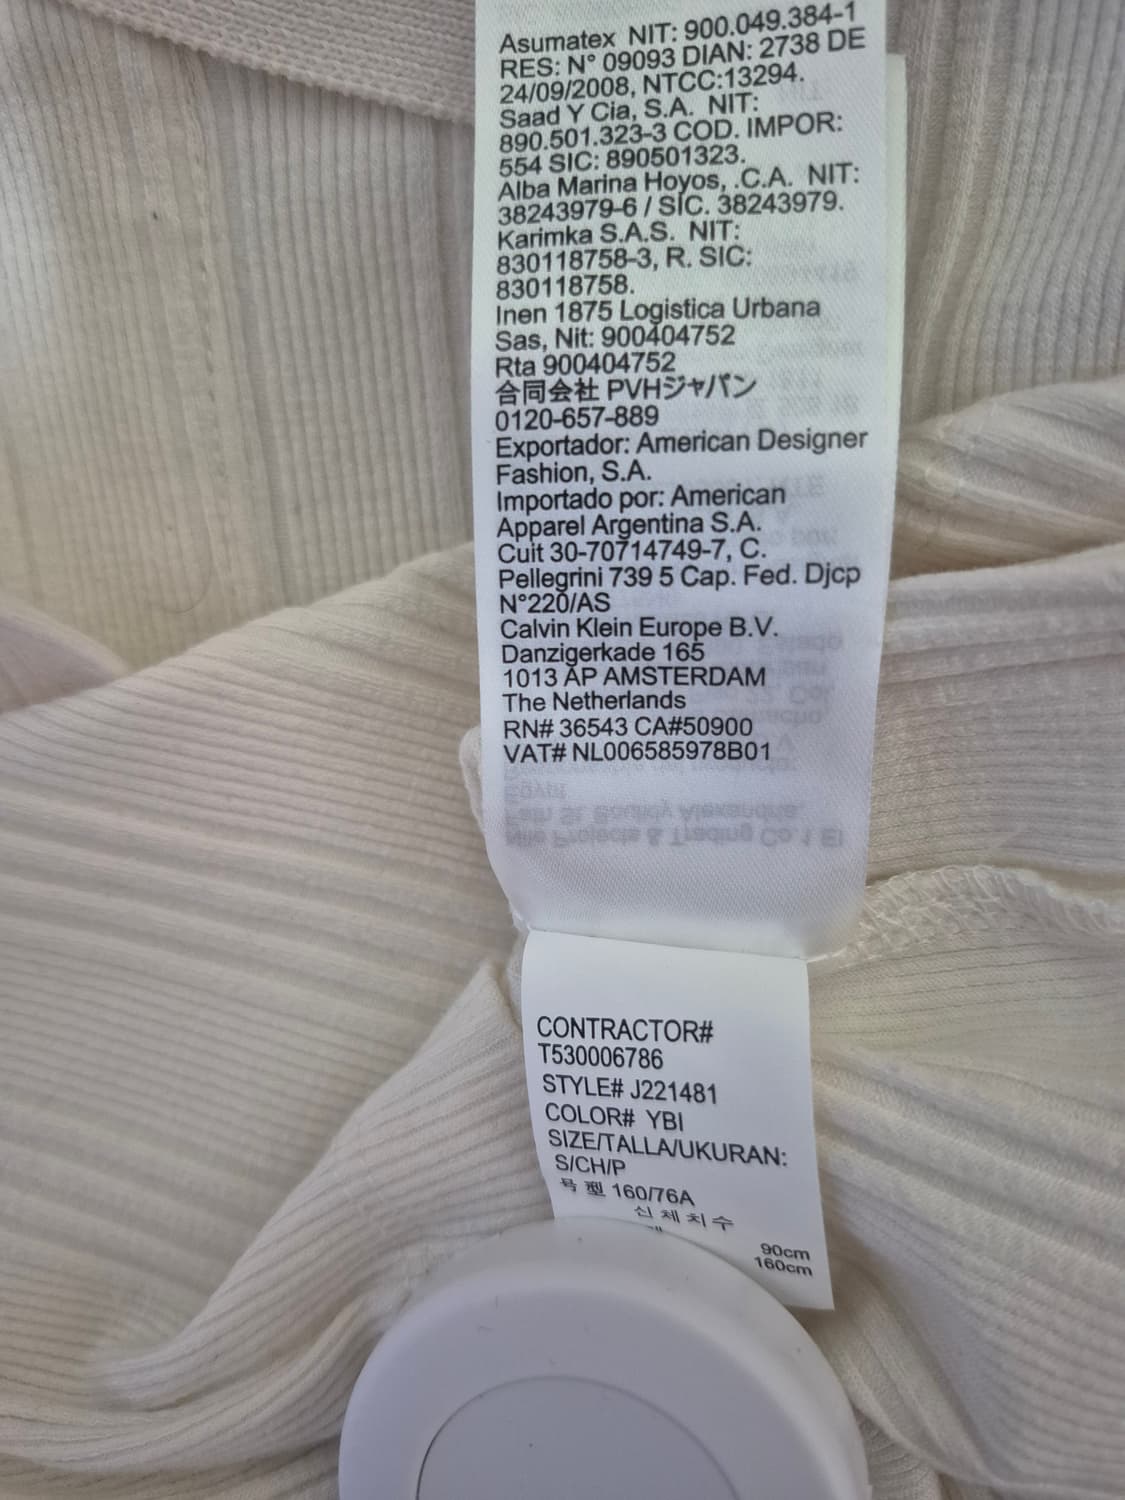 Asumatex NIT: 900.049.384-1
RES: N° 09093 DIAN: 2738 DE
24/09/2008, NTCC:13294.
Saad Y Cia, S.A. NIT:
890.501.323-3 COD. IMPOR:
554 SIC: 890501323.
Alba Marina Hoyos, .C.A. NIT:
38243979-6 / SIC. 38243979.
Karimka S.A.S. NIT:
830118758-3, R. SIC:
830118758.
Inen 1875 Logistica Urbana
Sas, Nit: 900404752
Rta 900404752
合同会社 PVHジャパン
0120-657-889
Exportador: American Designer
Fashion, S.A.
Importado por: American
Apparel Argentina S.A.
Cuit 30-70714749-7, C.
Pellegrini 739 5 Cap. Fed. Djcp
N°220/AS
Calvin Klein Europe B.V.
Danzigerkade 165
1013 AP AMSTERDAM
The Netherlands
RN# 36543 CA#50900
VAT# NL006585978B01
CONTRACTOR#
T530006786
STYLE# J221481
COLOR# YBI
SIZE/TALLA/UKURAN:
S/CH/P
号型 160/76A
신체치수
90cm
160cm